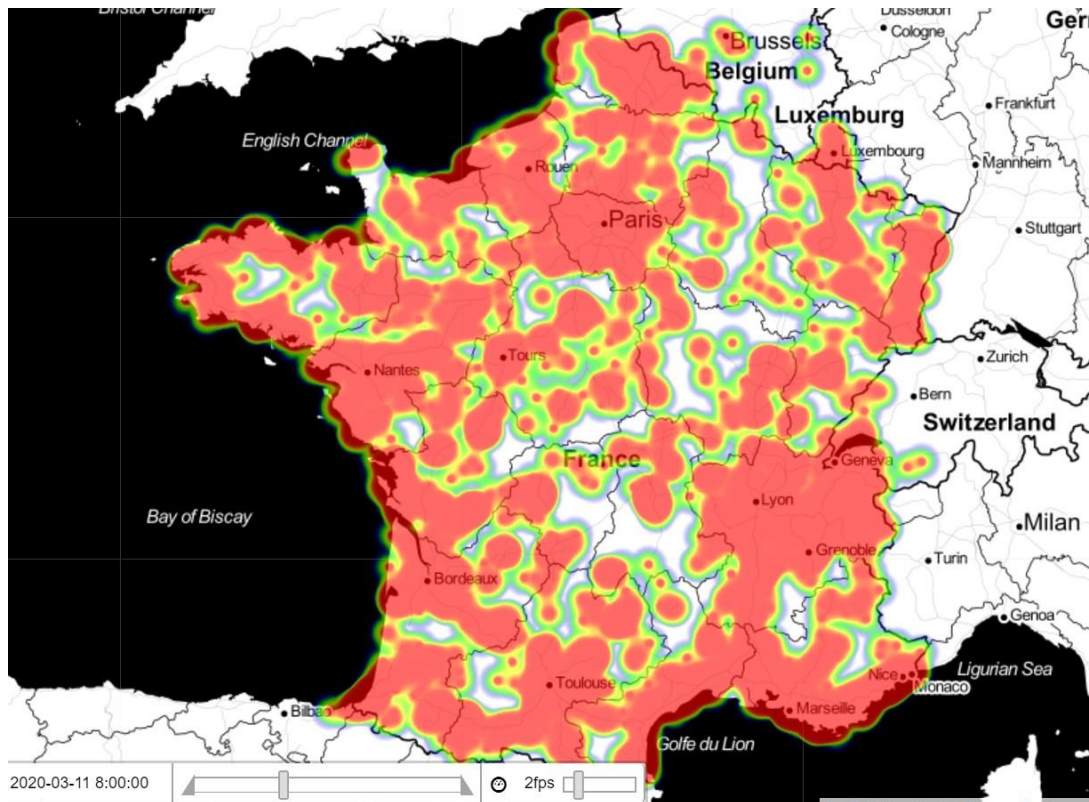 Bristol Channel
Dusseldorf
Ger
Cologne
Brussels
Belgium
Frankfurt
Luxemburg
English Channel
Luxembourg
Mannheim
Rouen
Paris
Stuttgart
Tours
Zurich
Nantes
Bern
Switzerland
France
Geneva
Lyon
Bay of Biscay
Milan
Grenoble
Turin
Bordeaux
Genoa
Ligurian Sea
Nice
Toulouse
Monaco
Marseille
Bilbao
Golfe du Lion
2020-03-11 8:00:00
2fps